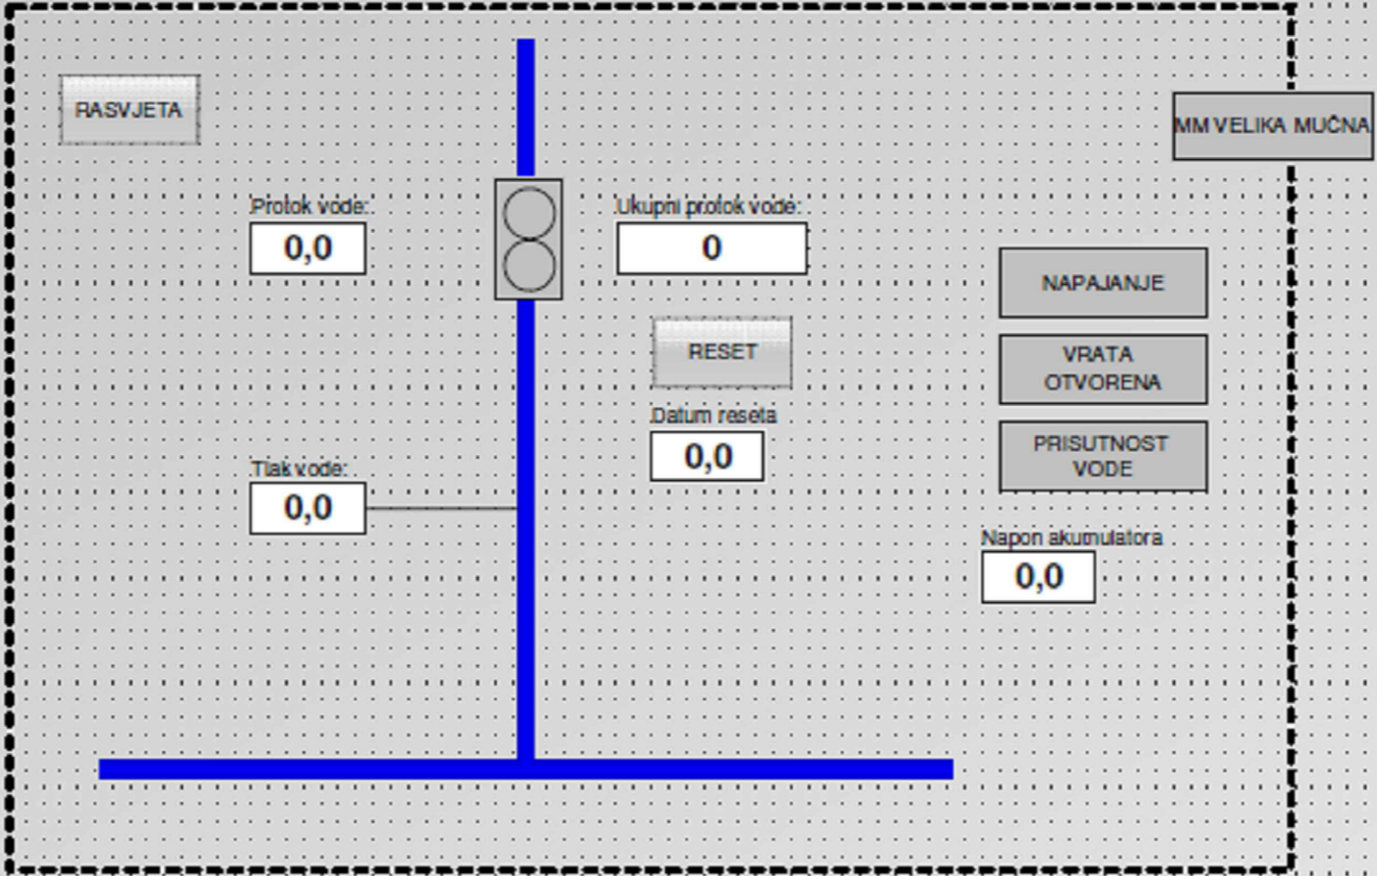 RASVJETA
MM VELIKA MUČNA
Protok vode:
0,0
Ukupni protok vode:
0
NAPAJANJE
RESET
VRATA
OTVORENA
Datum reseta
0,0
PRISUTNOST
VODE
Tlak vode:
0,0
Napon akumulatora
0,0